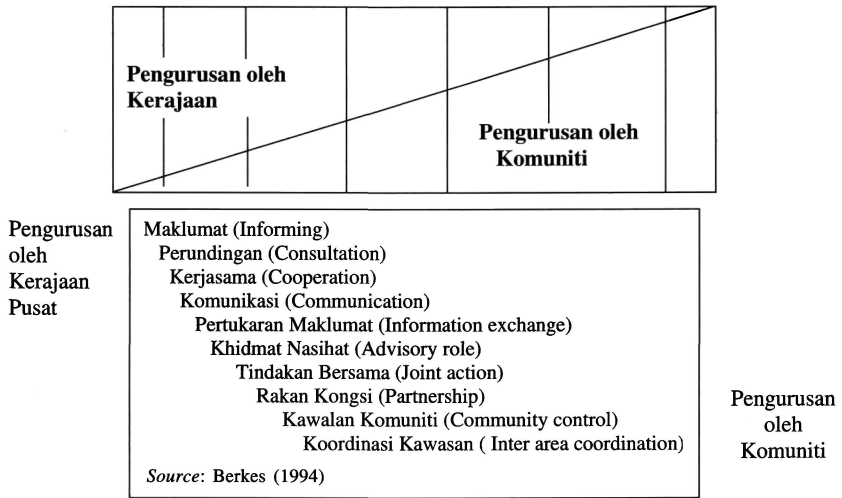 Pengurusan oleh
Kerajaan
Pengurusan oleh
Komuniti
Pengurusan
oleh
Kerajaan
Pusat
Maklumat (Informing)
Perundingan (Consultation)
Kerjasama (Cooperation)
Komunikasi (Communication)
Pertukaran Maklumat (Information exchange)
Khidmat Nasihat (Advisory role)
Tindakan Bersama (Joint action)
Rakan Kongsi (Partnership)
Kawalan Komuniti (Community control)
Koordinasi Kawasan ( Inter area coordination)
Source: Berkes (1994)
Pengurusan
oleh
Komuniti